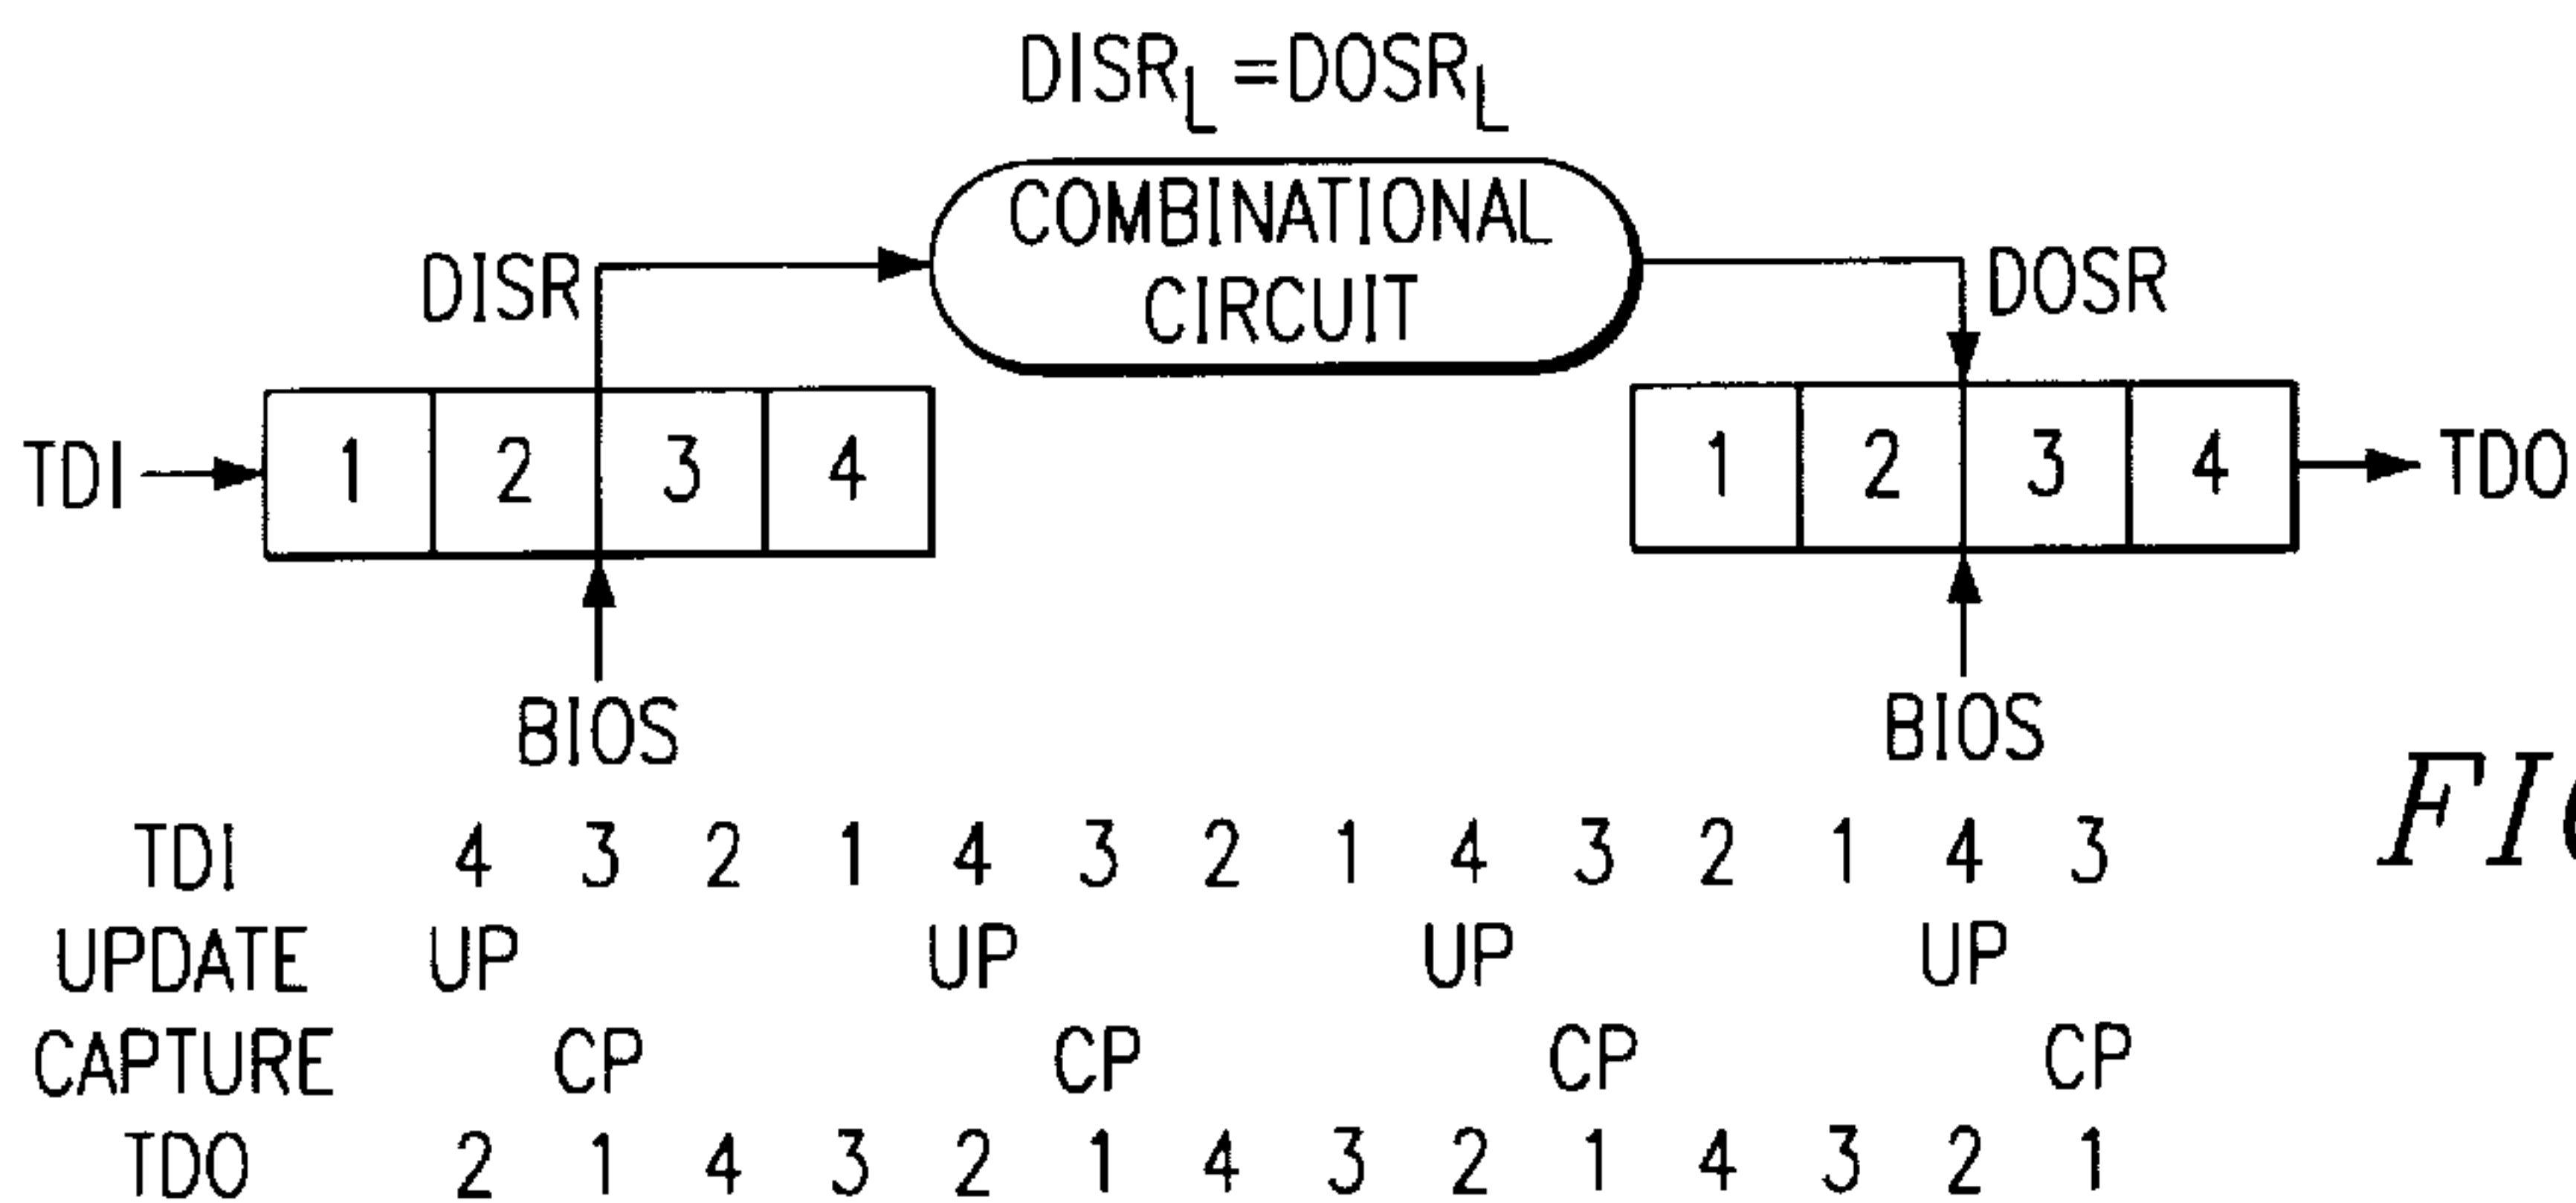 DISRL=DOSRL
COMBINATIONAL
CIRCUIT
DISR
DOSR
TDI 1 2 3 4
1 2 3 4 TDO
BIOS BIOS
TDI 4 3 2 1 4 3 2 1 4 3 2 1 4 3
UPDATE UP UP UP UP
CAPTURE CP CP CP CP
TDO 2 1 4 3 2 1 4 3 2 1 4 3 2 1